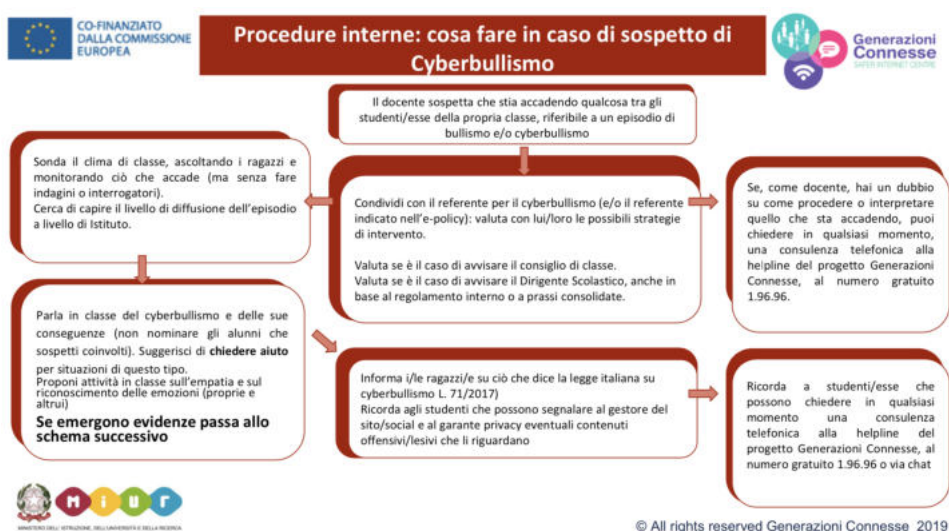 CO-FINANZIATO
DALLA COMMISSIONE
EUROPEA
Procedure interne: cosa fare in caso di sospetto di
Cyberbullismo
Generazioni
Connesse
SAFER INTERNET CENTRE
Il docente sospetta che stia accadendo qualcosa tra gli
studenti/esse della propria classe, riferibile a un episodio di
bullismo e/o cyberbullismo
Sonda il clima di classe, ascoltando i ragazzi e
monitorando ciò che accade (ma senza fare
indagini o interrogatori).
Cerca di capire il livello di diffusione dell'episodio
a livello di Istituto.
Condividi con il referente per il cyberbullismo (e/o il referente
indicato nell'e-policy): valuta con lui/loro le possibili strategie
di intervento.
Valuta se è il caso di avvisare il consiglio di classe.
Valuta se è il caso di avvisare il Dirigente Scolastico, anche in
base al regolamento interno o a prassi consolidate.
Se, come docente, hai un dubbio
su come procedere o interpretare
quello che sta accadendo, puoi
chiedere in qualsiasi momento,
una consulenza telefonica alla
helpline del progetto Generazioni
Connesse, al numero gratuito
1.96.96.
Parla in classe del cyberbullismo e delle sue
conseguenze (non nominare gli alunni che
sospetti coinvolti). Suggerisci di chiedere aiuto
per situazioni di questo tipo.
Proponi attività in classe sull'empatia e sul
riconoscimento delle emozioni (proprie e
altrui)
Se emergono evidenze passa allo
schema successivo
Informa i/le ragazzi/e su ciò che dice la legge italiana su
cyberbullismo L. 71/2017)
Ricorda agli studenti che possono segnalare al gestore del
sito/social e al garante privacy eventuali contenuti
offensivi/lesivi che li riguardano
Ricorda a studenti/esse che
possono chiedere in qualsiasi
momento una consulenza
telefonica alla helpline del
progetto Generazioni Connesse, al
numero gratuito 1.96.96 o via chat
miur
MINISTERO DELL'ISTRUZIONE, DELL'UNIVERSITÀ E DELLA RICERCA
© All rights reserved Generazioni Connesse 2019